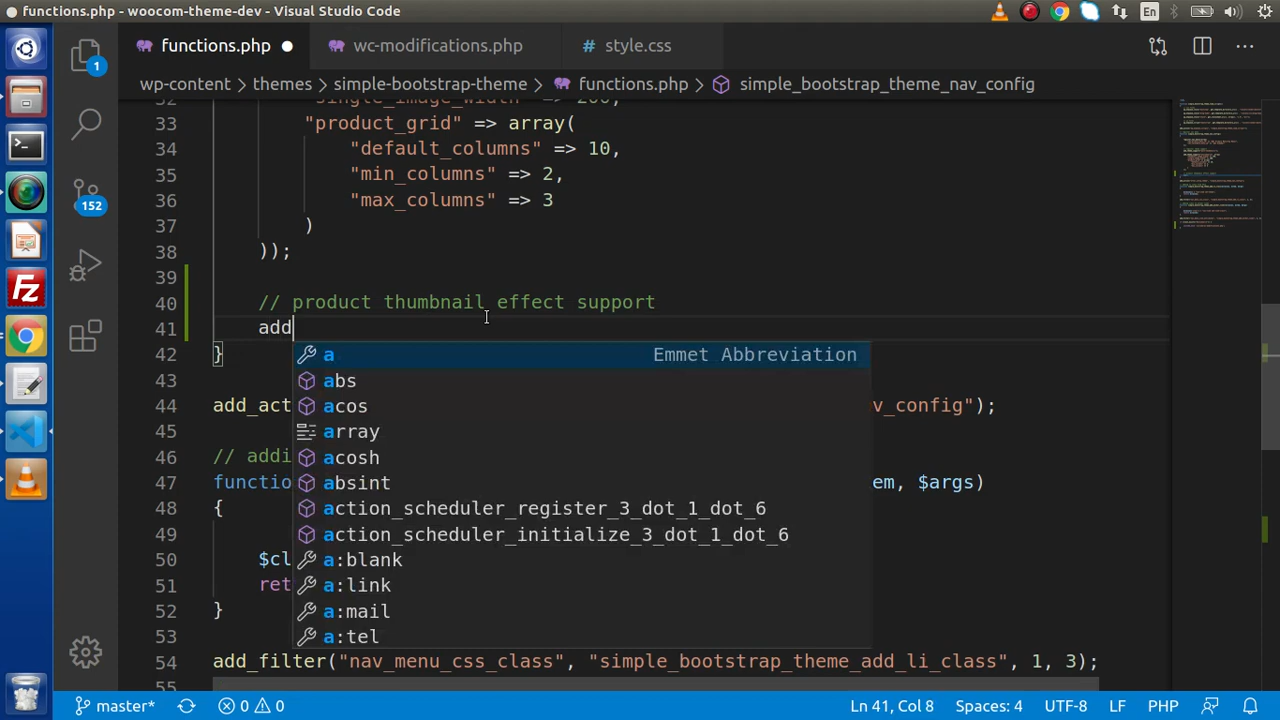 functions.php - woocom-theme-dev - Visual Studio Code
En
functions.php
wc-modifications.php
# style.css
wp-content > themes > simple-bootstrap-theme > functions.php > simple_bootstrap_theme_nav_config
32 "single_image_width" => 200,
33 "product_grid" => array(
34 "default_columns" => 10,
35 "min_columns" => 2,
36 "max_columns" => 3
37 )
38 ));
39
40 // product thumbnail effect support
41 add
a Emmet Abbreviation
abs
acos
array
acosh
absint
action_scheduler_register_3_dot_1_dot_6
action_scheduler_initialize_3_dot_1_dot_6
a:blank
a:link
a:mail
a:tel
42 }
43
44 add_act v_config");
45
46 // addi
47 functio em, $args)
48 {
49
50 $cl
51 ret
52 }
53
54 add_filter("nav_menu_css_class", "simple_bootstrap_theme_add_li_class", 1, 3);
55
1
152
master* 0 0 Ln 41, Col 8 Spaces: 4 UTF-8 LF PHP